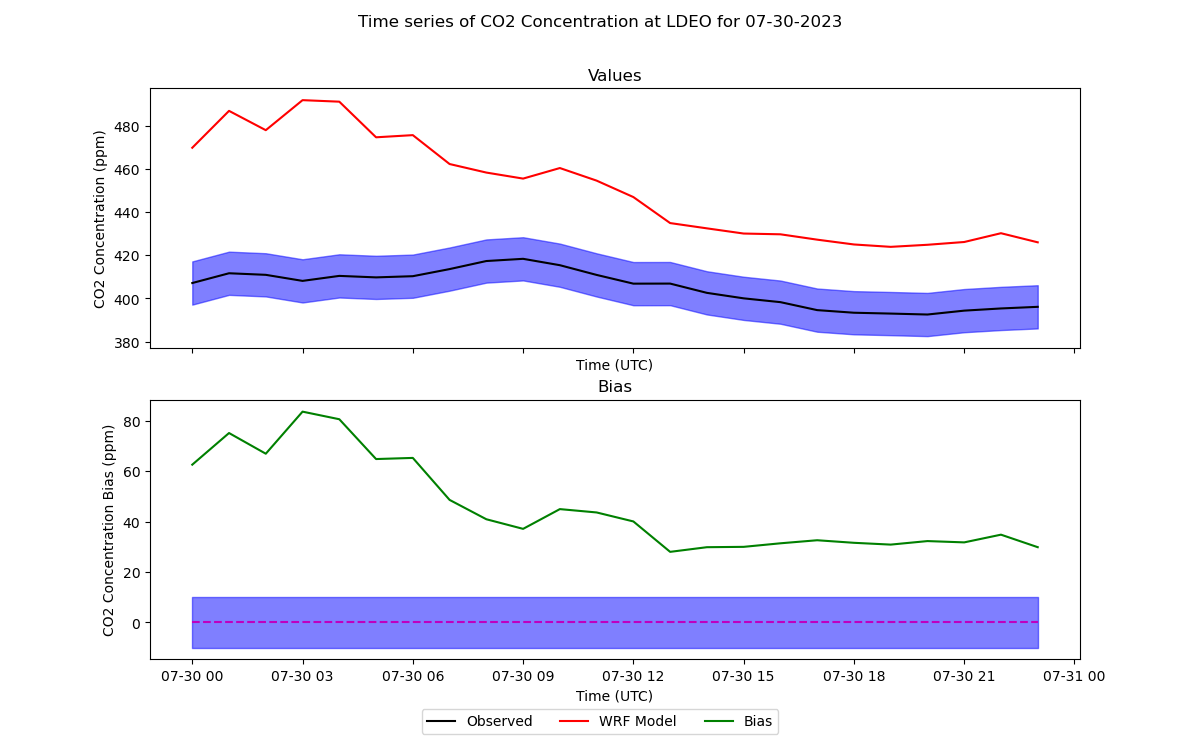 Time series of CO2 Concentration at LDEO for 07-30-2023
Values
CO2 Concentration (ppm)
480
460
440
420
400
380
Time (UTC)
Bias
CO2 Concentration Bias (ppm)
80
60
40
20
0
07-30 00 07-30 03 07-30 06 07-30 09 07-30 12 07-30 15 07-30 18 07-30 21 07-31 00
Time (UTC)
Observed WRF Model Bias